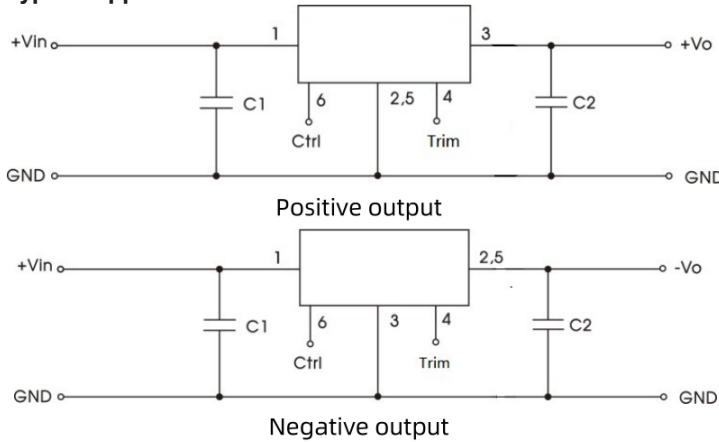 +Vin 1 3 +Vo
C1 6 2,5 4 C2
Ctrl Trim
GND GND
Positive output
+Vin 1 2,5 -Vo
C1 6 3 4 C2
Ctrl Trim
GND GND
Negative output